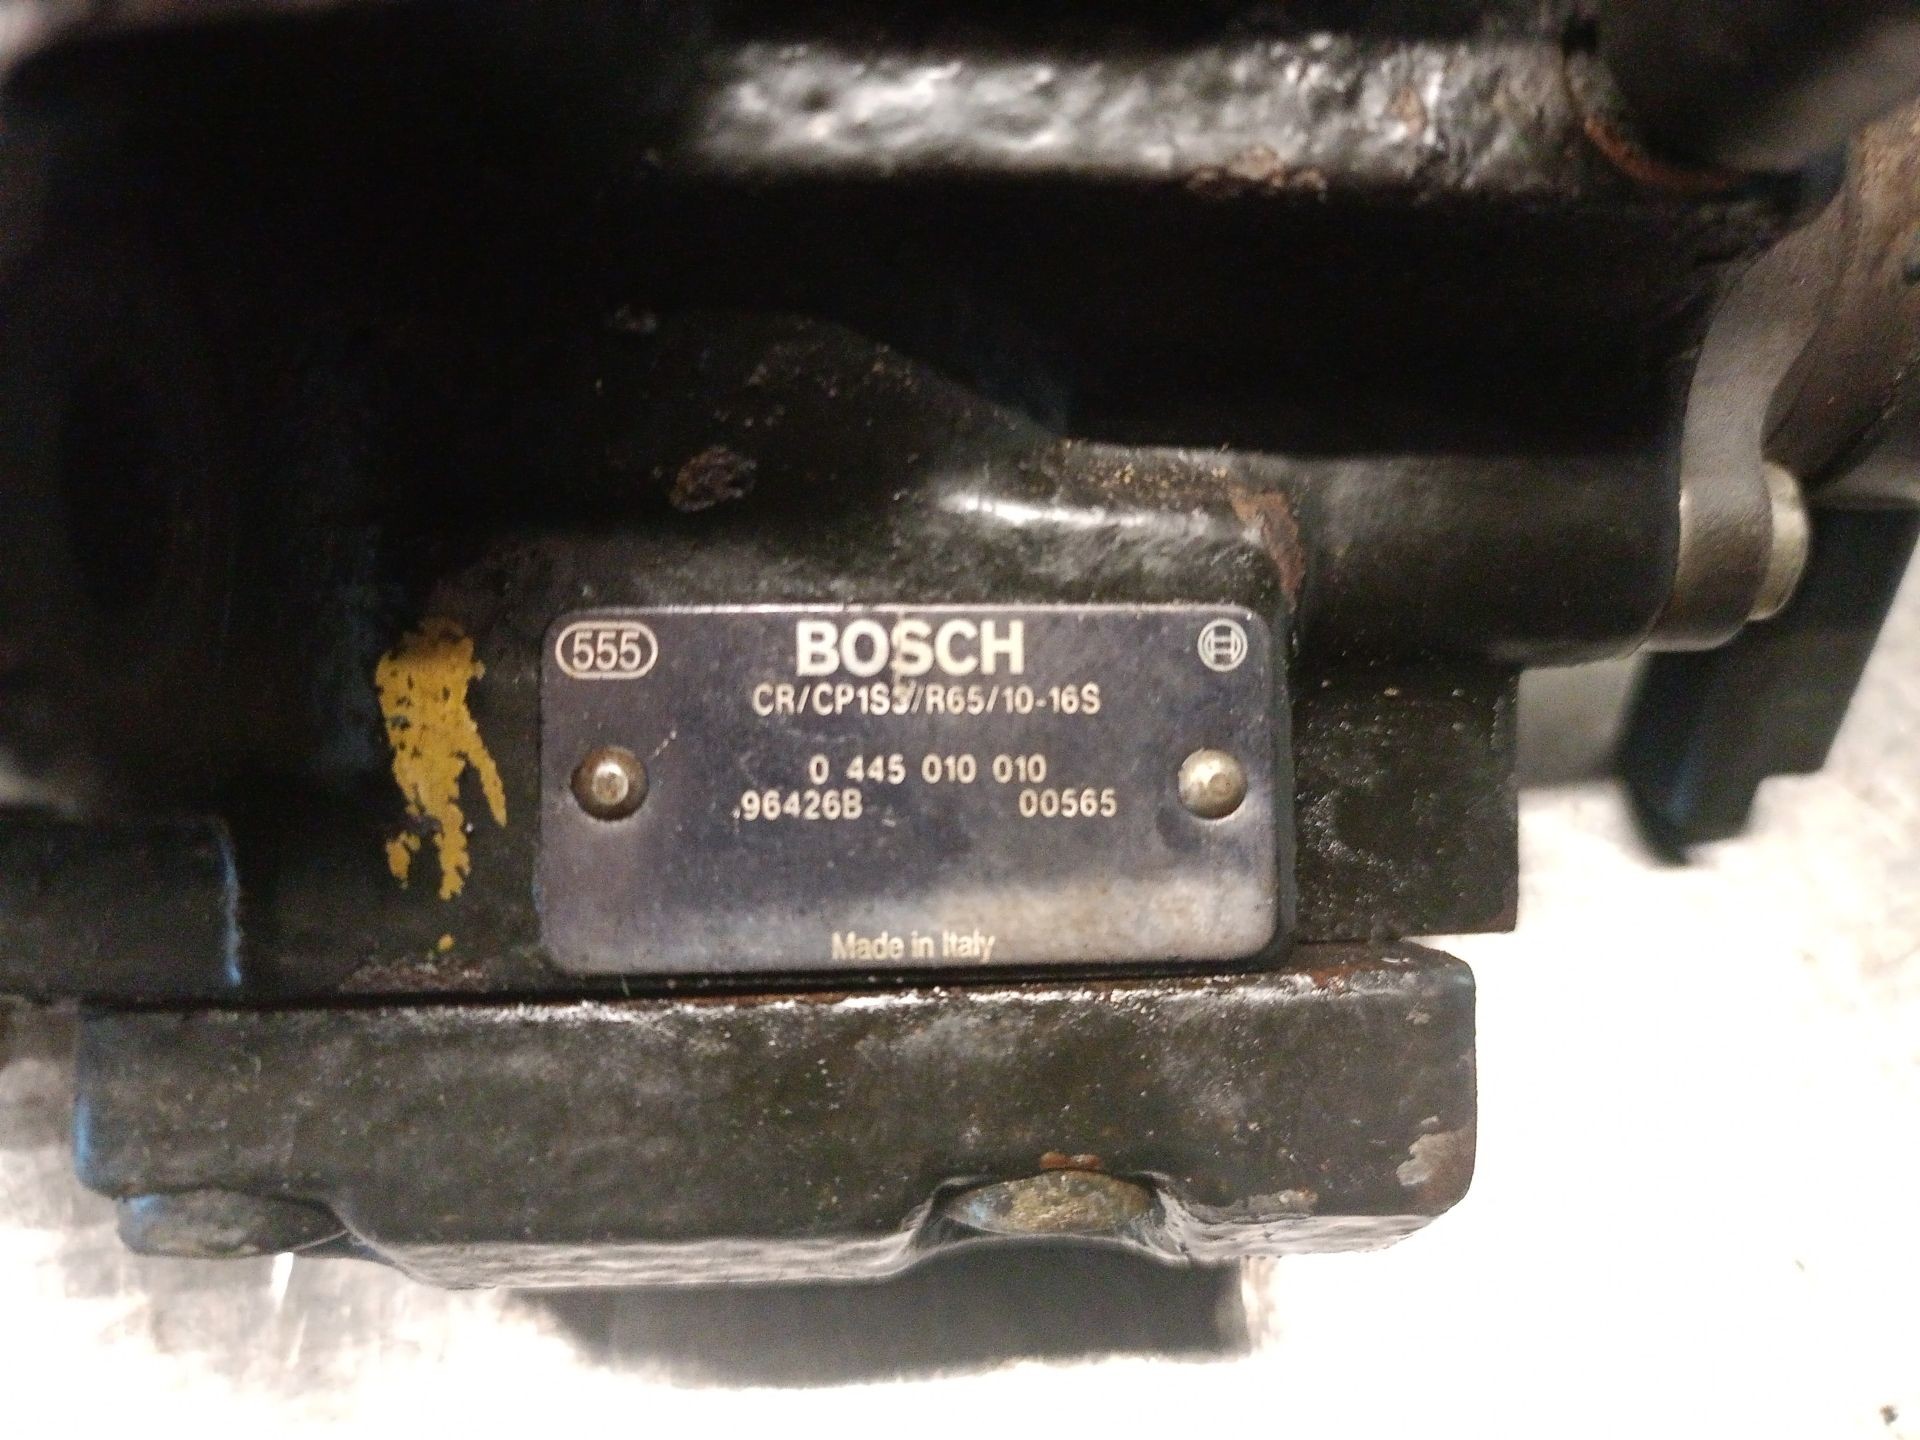 555 BOSCH
CR/CP1S3/R65/10-16S
0 445 010 010
96426B 00565
Made in Italy